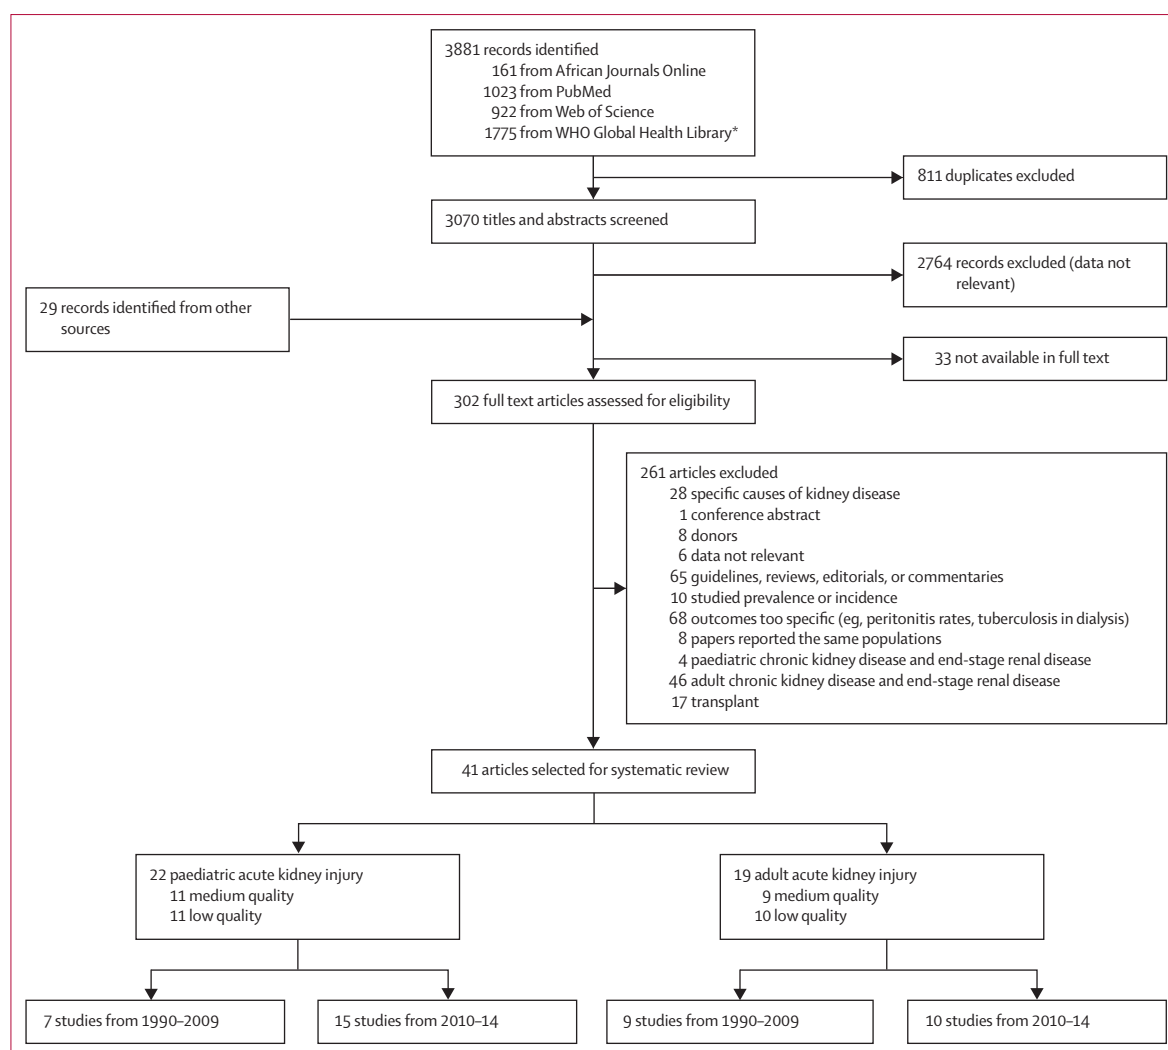 3881 records identified
161 from African Journals Online
1023 from PubMed
922 from Web of Science
1775 from WHO Global Health Library*
811 duplicates excluded
3070 titles and abstracts screened
2764 records excluded (data not
relevant)
29 records identified from other
sources
33 not available in full text
302 full text articles assessed for eligibility
261 articles excluded
28 specific causes of kidney disease
1 conference abstract
8 donors
6 data not relevant
65 guidelines, reviews, editorials, or commentaries
10 studied prevalence or incidence
68 outcomes too specific (eg, peritonitis rates, tuberculosis in dialysis)
8 papers reported the same populations
4 paediatric chronic kidney disease and end-stage renal disease
46 adult chronic kidney disease and end-stage renal disease
17 transplant
41 articles selected for systematic review
22 paediatric acute kidney injury
11 medium quality
11 low quality
19 adult acute kidney injury
9 medium quality
10 low quality
7 studies from 1990–2009
15 studies from 2010–14
9 studies from 1990–2009
10 studies from 2010–14